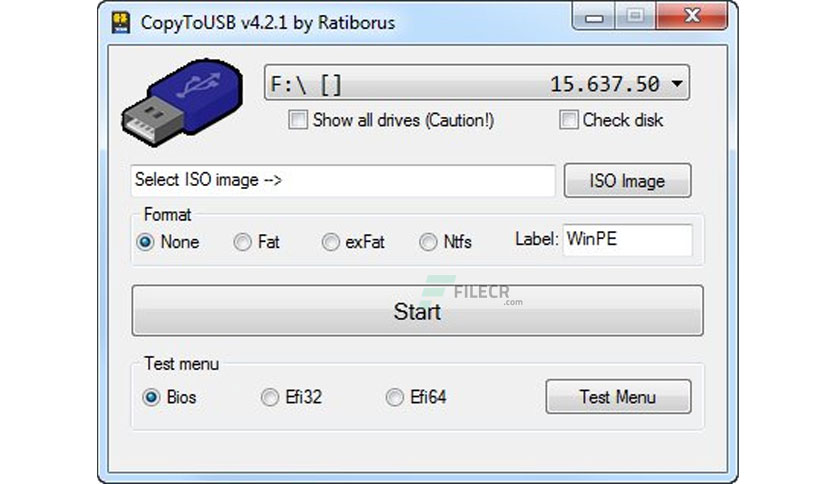 CopyToUSB v4.2.1 by Ratiborus
F:\ [] 15.637.50
Show all drives (Caution!) Check disk
Select ISO image --> ISO Image
Format
None Fat exFat Ntfs Label: WinPE
FILECR
.com
Start
Test menu
Bios Efi32 Efi64 Test Menu